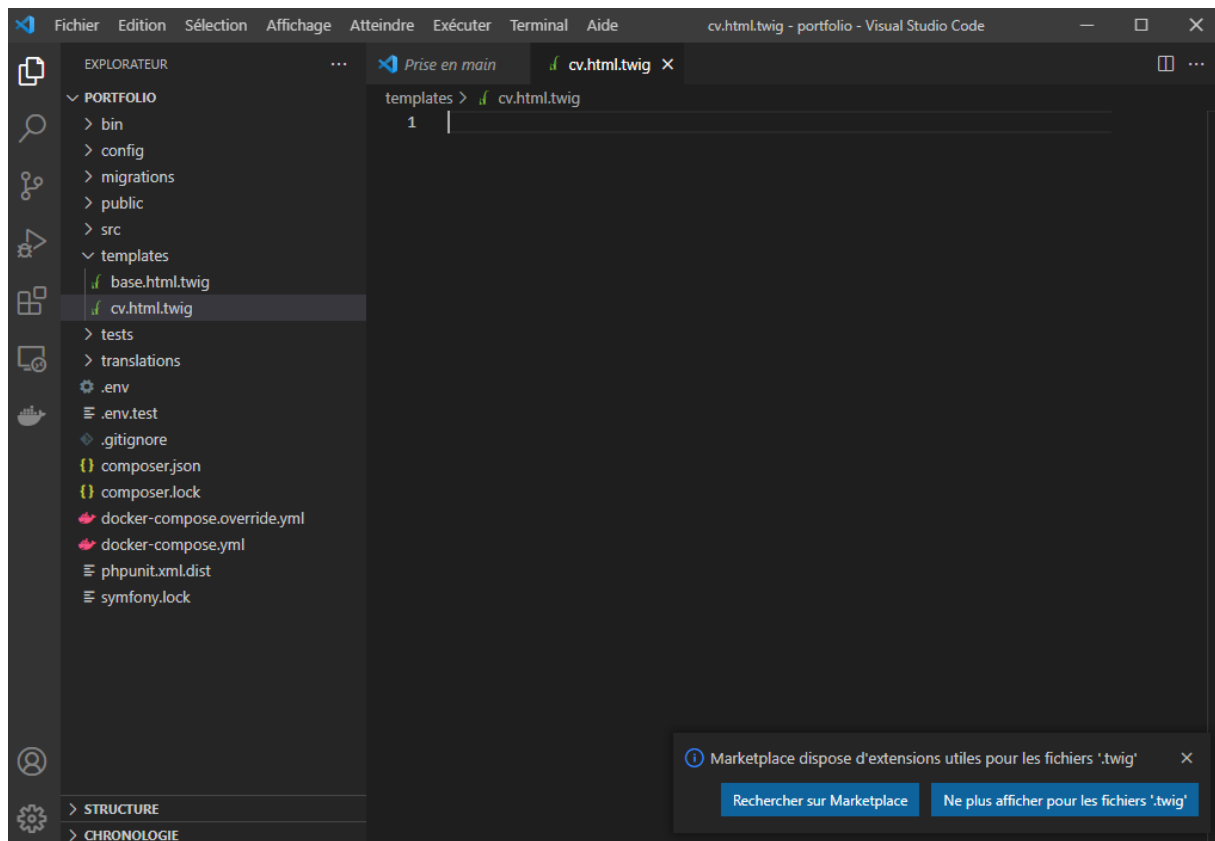 Fichier Edition Sélection Affichage Atteindre Exécuter Terminal Aide cv.html.twig - portfolio - Visual Studio Code
EXPLORATEUR
Prise en main cv.html.twig
PORTFOLIO
templates > cv.html.twig
bin
1
config
migrations
public
src
templates
base.html.twig
cv.html.twig
tests
translations
.env
.env.test
.gitignore
composer.json
composer.lock
docker-compose.override.yml
docker-compose.yml
phpunit.xml.dist
symfony.lock
Marketplace dispose d'extensions utiles pour les fichiers '.twig'
Rechercher sur Marketplace Ne plus afficher pour les fichiers '.twig'
STRUCTURE
CHRONOLOGIE